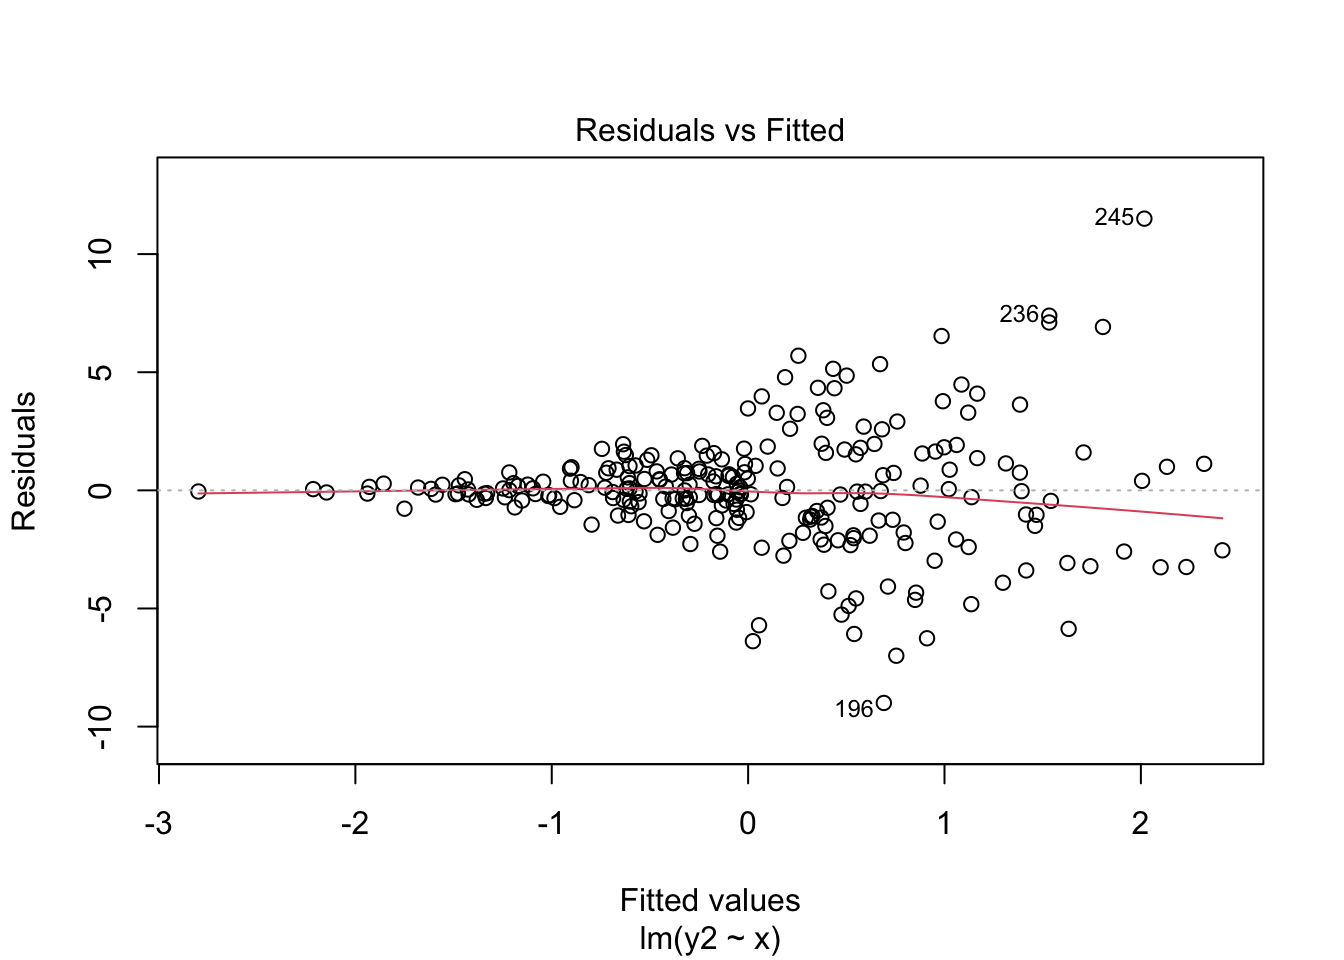 Residuals vs Fitted
Residuals
10
5
0
-5
-10
245
236
196
-3 -2 -1 0 1 2
Fitted values
lm(y2 ~ x)